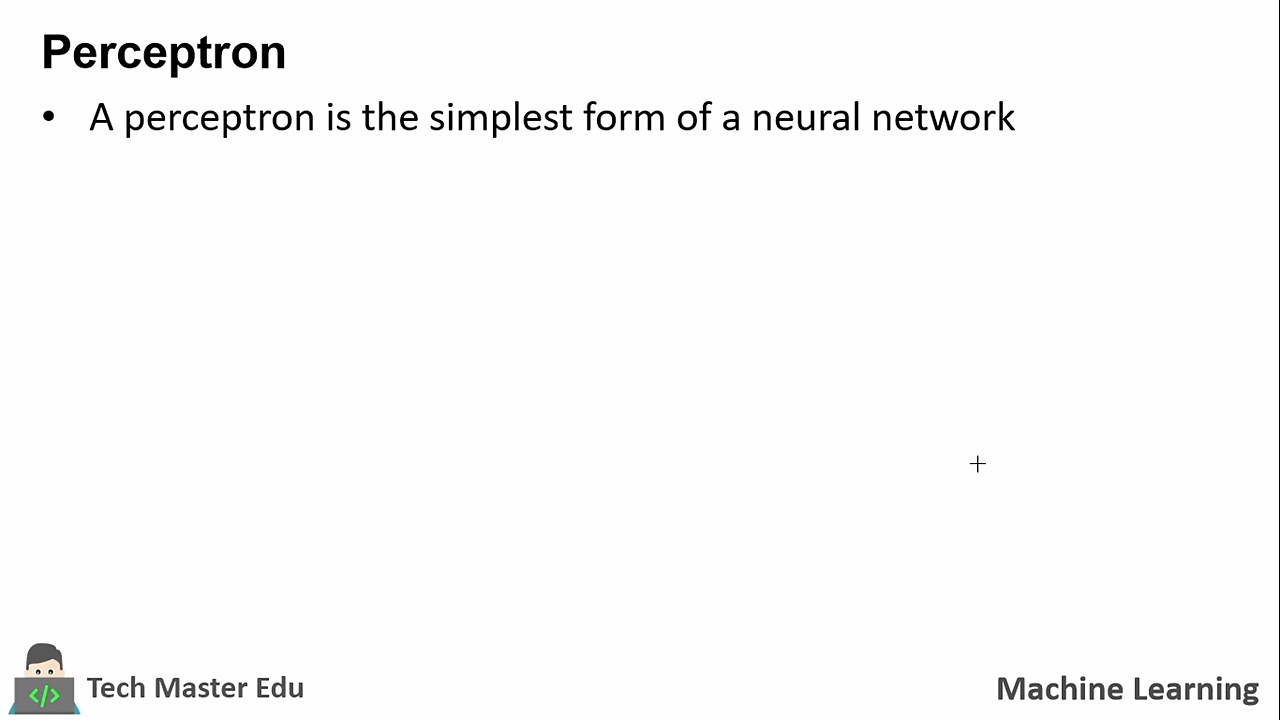 Perceptron
• A perceptron is the simplest form of a neural network
</>
Tech Master Edu
Machine Learning